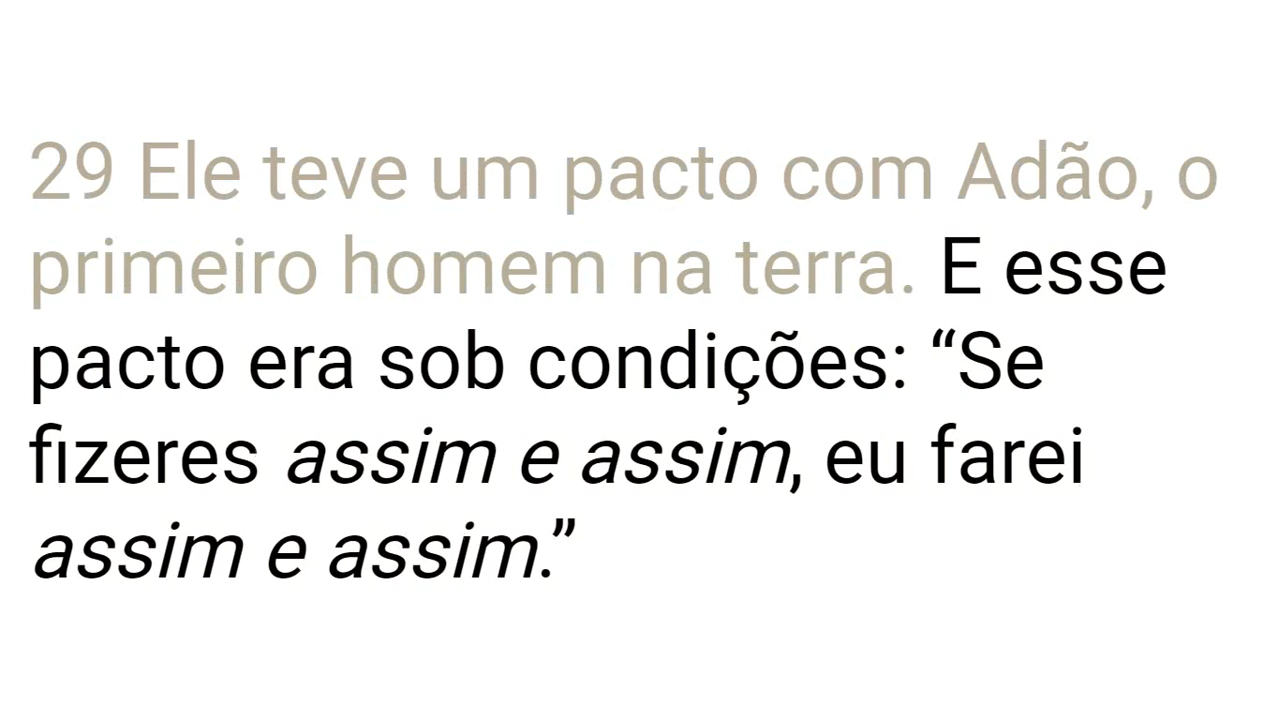 29 Ele teve um pacto com Adão, o
primeiro homem na terra. E esse
pacto era sob condições: “Se
fizeres assim e assim, eu farei
assim e assim.”